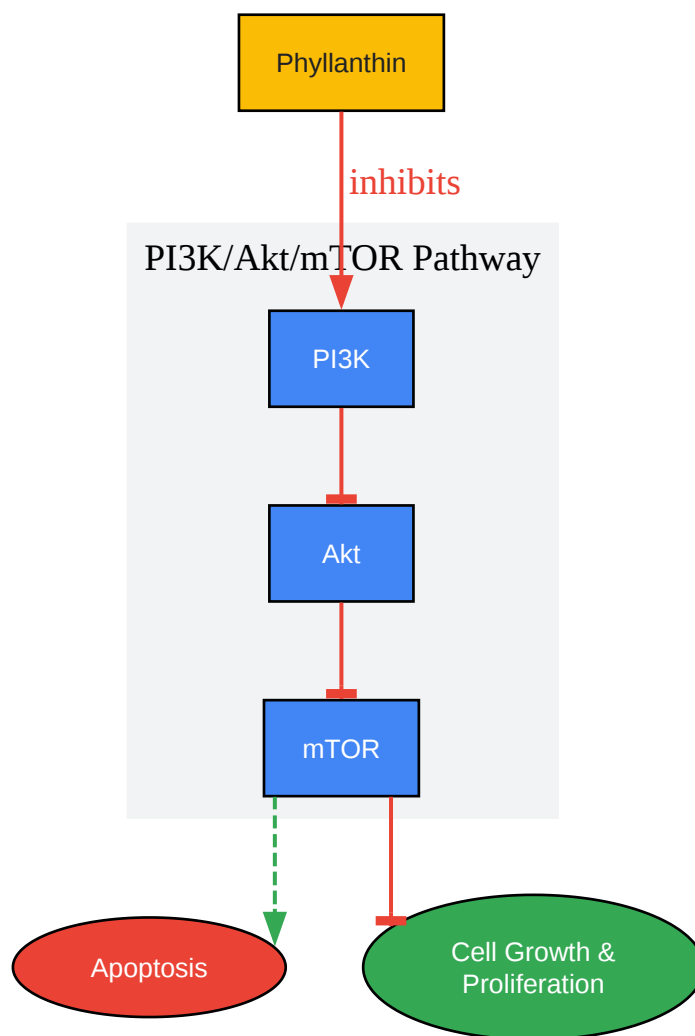 Phyllanthin
inhibits
PI3K/Akt/mTOR Pathway
PI3K
Akt
mTOR
Apoptosis
Cell Growth &
Proliferation